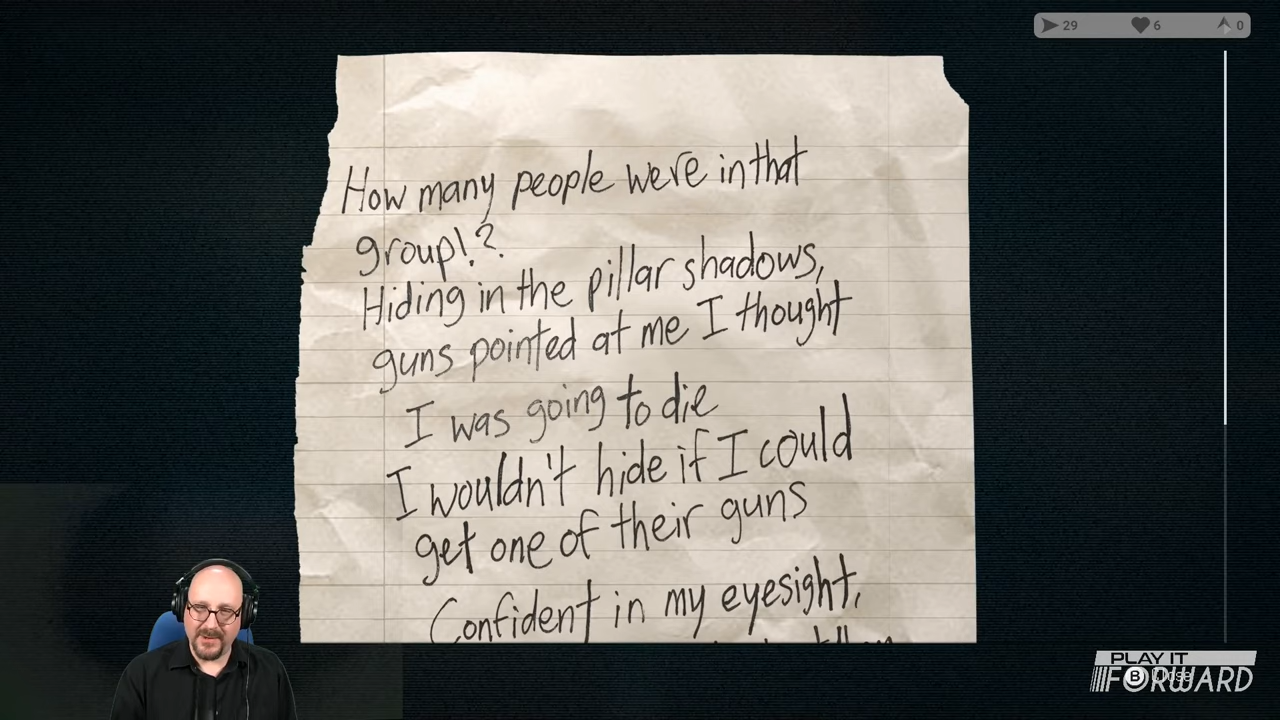 29 6 0
How many people were in that
group!?
Hiding in the pillar shadows,
guns pointed at me I thought
I was going to die
I wouldn't hide if I could
get one of their guns
Confident in my eyesight,
PLAY IT
FORWARD
B Close